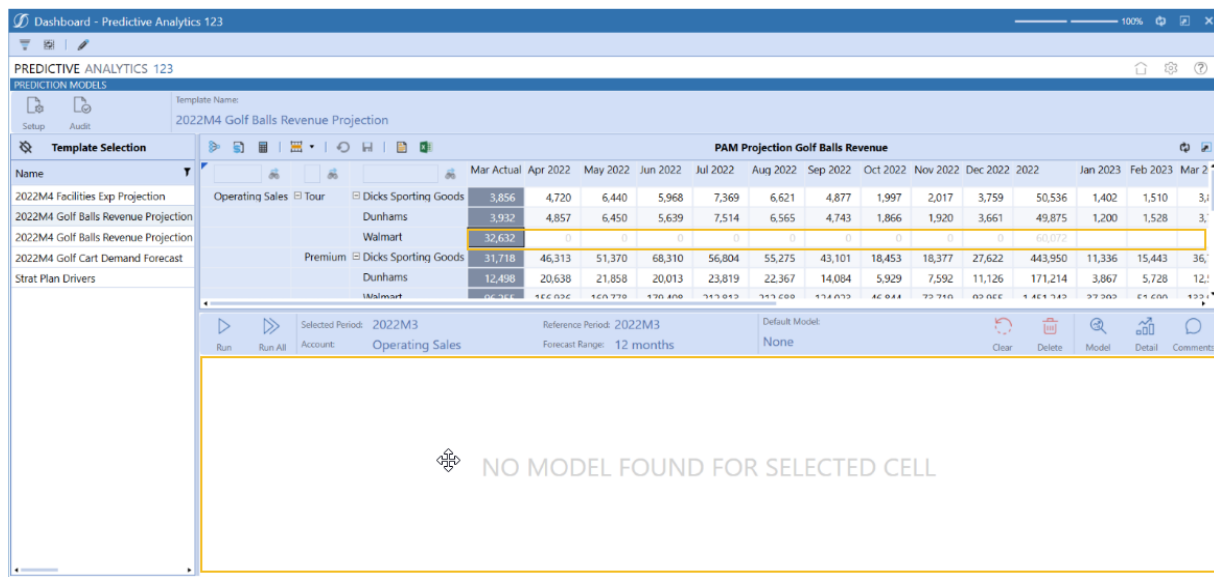 Dashboard - Predictive Analytics 123
100%
PREDICTIVE ANALYTICS 123
PREDICTION MODELS
Setup Audit
Template Name:
2022M4 Golf Balls Revenue Projection
Template Selection
Name
2022M4 Facilities Exp Projection
2022M4 Golf Balls Revenue Projection
2022M4 Golf Balls Revenue Projection
2022M4 Golf Cart Demand Forecast
Strat Plan Drivers
PAM Projection Golf Balls Revenue
Mar Actual Apr 2022 May 2022 Jun 2022 Jul 2022 Aug 2022 Sep 2022 Oct 2022 Nov 2022 Dec 2022 2022 Jan 2023 Feb 2023 Mar 2
Operating Sales Tour Dicks Sporting Goods 3,856 4,720 6,440 5,968 7,369 6,621 4,877 1,997 2,017 3,759 50,536 1,402 1,510
Dunhams 3,932 4,857 6,450 5,639 7,514 6,565 4,743 1,866 1,920 3,661 49,875 1,200 1,528
Walmart 32,632 0 0 0 0 0 0 0 0 0 60,072
Premium Dicks Sporting Goods 31,718 46,313 51,370 68,310 56,804 55,275 43,101 18,453 18,377 27,622 443,950 11,336 15,443 36,
Dunhams 12,498 20,638 21,858 20,013 23,819 22,367 14,084 5,929 7,592 11,126 171,214 3,867 5,728
Walmart
Run Run All
Selected Period: 2022M3 Reference Period: 2022M3 Default Model:
Account: Operating Sales Forecast Range: 12 months None
Clear Delete Model Detail Comments
NO MODEL FOUND FOR SELECTED CELL